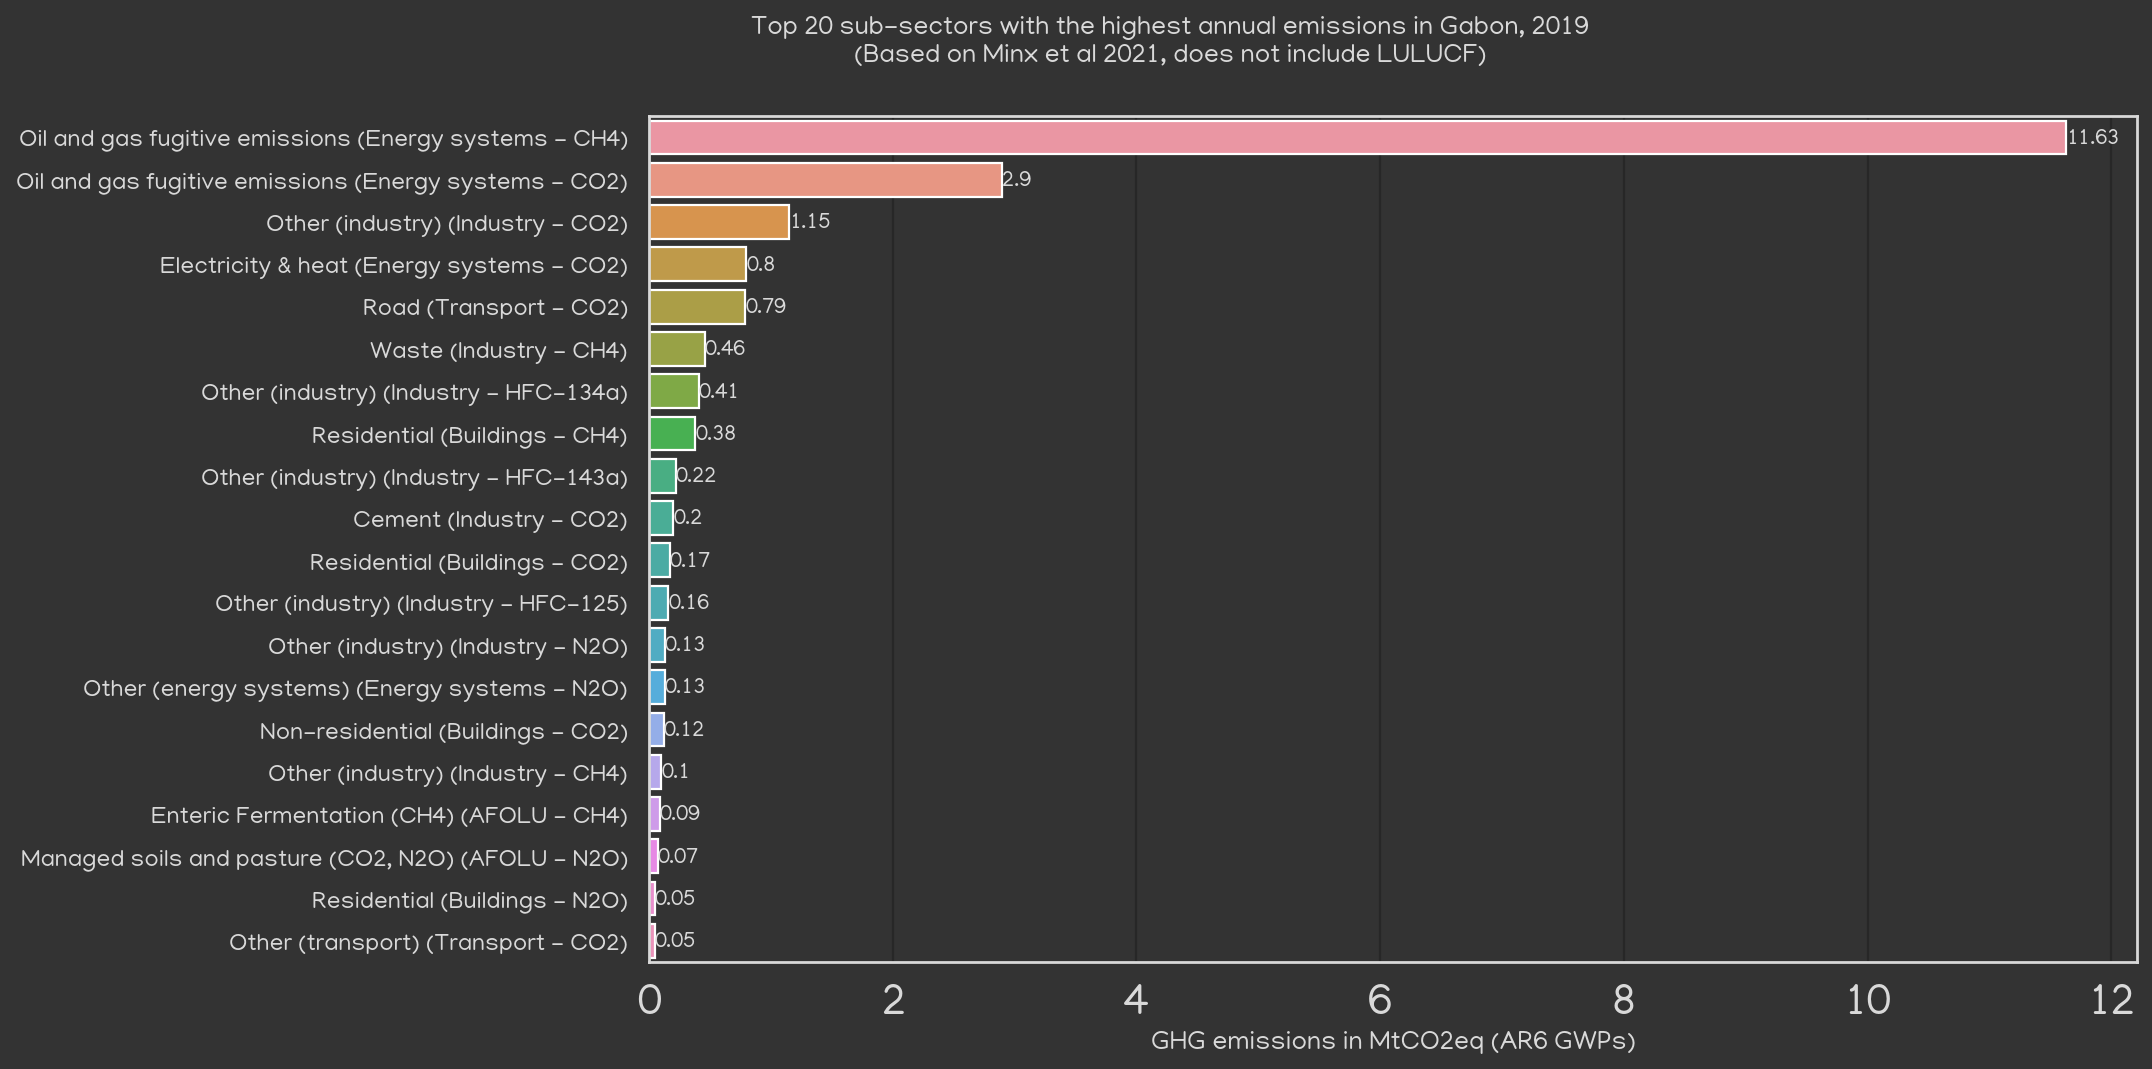 Top 20 sub-sectors with the highest annual emissions in Gabon, 2019
(Based on Minx et al 2021, does not include LULUCF)
Oil and gas fugitive emissions (Energy systems - CH4) 11.63
Oil and gas fugitive emissions (Energy systems - CO2) 2.9
Other (industry) (Industry - CO2) 1.15
Electricity & heat (Energy systems - CO2) 0.8
Road (Transport - CO2) 0.79
Waste (Industry - CH4) 0.46
Other (industry) (Industry - HFC-134a) 0.41
Residential (Buildings - CH4) 0.38
Other (industry) (Industry - HFC-143a) 0.22
Cement (Industry - CO2) 0.2
Residential (Buildings - CO2) 0.17
Other (industry) (Industry - HFC-125) 0.16
Other (industry) (Industry - N2O) 0.13
Other (energy systems) (Energy systems - N2O) 0.13
Non-residential (Buildings - CO2) 0.12
Other (industry) (Industry - CH4) 0.1
Enteric Fermentation (CH4) (AFOLU - CH4) 0.09
Managed soils and pasture (CO2, N2O) (AFOLU - N2O) 0.07
Residential (Buildings - N2O) 0.05
Other (transport) (Transport - CO2) 0.05
0 2 4 6 8 10 12
GHG emissions in MtCO2eq (AR6 GWPs)